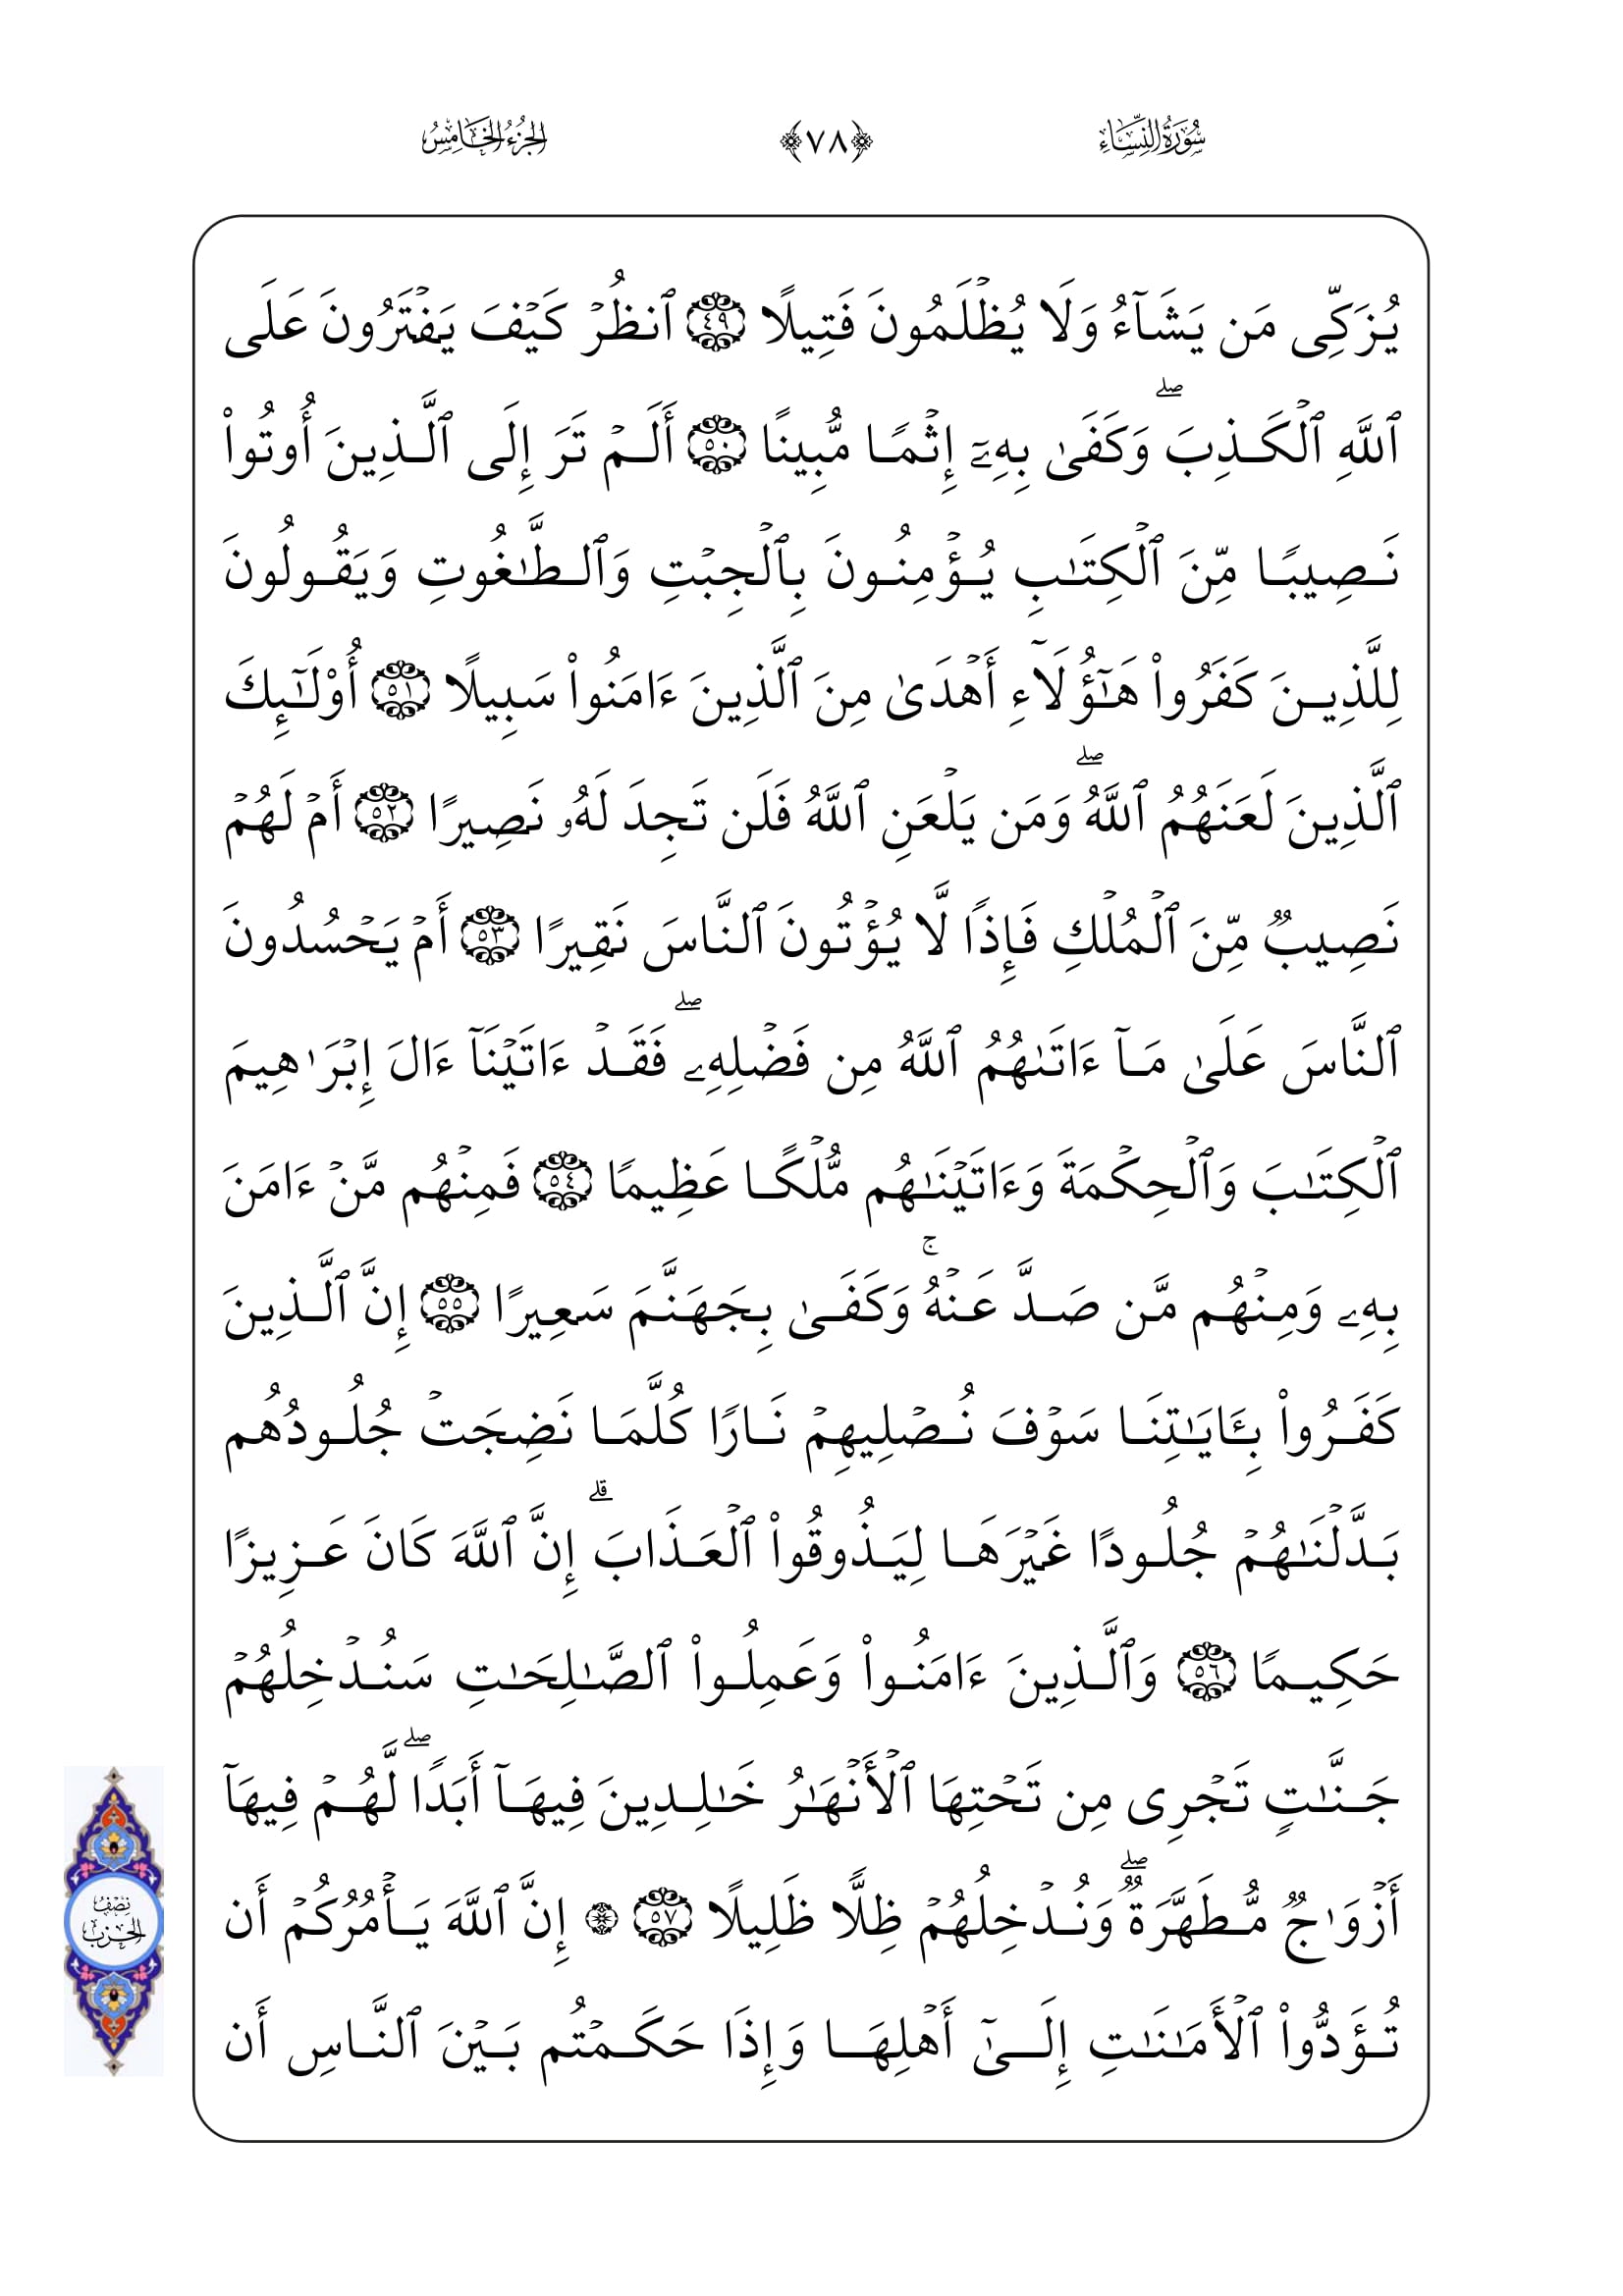 سُورَةُ النِّسَاءِ ﴿٧٨﴾ الجُزْءُ الخَامِسُ
يُزَكِّى مَن يَشَآءُ وَلَا يُظْلَمُونَ فَتِيلًا ٤٩ ٱنظُرْ كَيْفَ يَفْتَرُونَ عَلَى
ٱللَّهِ ٱلْكَذِبَ ۖ وَكَفَىٰ بِهِۦٓ إِثْمًا مُّبِينًا ٥٠ أَلَمْ تَرَ إِلَى ٱلَّذِينَ أُوتُوا۟
نَصِيبًا مِّنَ ٱلْكِتَـٰبِ يُؤْمِنُونَ بِٱلْجِبْتِ وَٱلطَّـٰغُوتِ وَيَقُولُونَ
لِلَّذِينَ كَفَرُوا۟ هَـٰٓؤُلَآءِ أَهْدَىٰ مِنَ ٱلَّذِينَ ءَامَنُوا۟ سَبِيلًا ٥١ أُو۟لَـٰٓئِكَ
ٱلَّذِينَ لَعَنَهُمُ ٱللَّهُ ۖ وَمَن يَلْعَنِ ٱللَّهُ فَلَن تَجِدَ لَهُۥ نَصِيرًا ٥٢ أَمْ لَهُمْ
نَصِيبٌ مِّنَ ٱلْمُلْكِ فَإِذًا لَّا يُؤْتُونَ ٱلنَّاسَ نَقِيرًا ٥٣ أَمْ يَحْسُدُونَ
ٱلنَّاسَ عَلَىٰ مَآ ءَاتَىٰهُمُ ٱللَّهُ مِن فَضْلِهِۦ ۖ فَقَدْ ءَاتَيْنَآ ءَالَ إِبْرَٰهِيمَ
ٱلْكِتَـٰبَ وَٱلْحِكْمَةَ وَءَاتَيْنَـٰهُم مُّلْكًا عَظِيمًا ٥٤ فَمِنْهُم مَّنْ ءَامَنَ
بِهِۦ وَمِنْهُم مَّن صَدَّ عَنْهُ ۚ وَكَفَىٰ بِجَهَنَّمَ سَعِيرًا ٥٥ إِنَّ ٱلَّذِينَ
كَفَرُوا۟ بِـَٔايَـٰتِنَا سَوْفَ نُصْلِيهِمْ نَارًا كُلَّمَا نَضِجَتْ جُلُودُهُم
بَدَّلْنَـٰهُمْ جُلُودًا غَيْرَهَا لِيَذُوقُوا۟ ٱلْعَذَابَ ۗ إِنَّ ٱللَّهَ كَانَ عَزِيزًا
حَكِيمًا ٥٦ وَٱلَّذِينَ ءَامَنُوا۟ وَعَمِلُوا۟ ٱلصَّـٰلِحَـٰتِ سَنُدْخِلُهُمْ
جَنَّـٰتٍ تَجْرِى مِن تَحْتِهَا ٱلْأَنْهَـٰرُ خَـٰلِدِينَ فِيهَآ أَبَدًا ۖ لَّهُمْ فِيهَآ
أَزْوَٰجٌ مُّطَهَّرَةٌ ۖ وَنُدْخِلُهُمْ ظِلًّا ظَلِيلًا ٥٧ ۞ إِنَّ ٱللَّهَ يَأْمُرُكُمْ أَن
تُؤَدُّوا۟ ٱلْأَمَـٰنَـٰتِ إِلَىٰٓ أَهْلِهَا وَإِذَا حَكَمْتُم بَيْنَ ٱلنَّاسِ أَن
نِصْفُ
الحِزْب